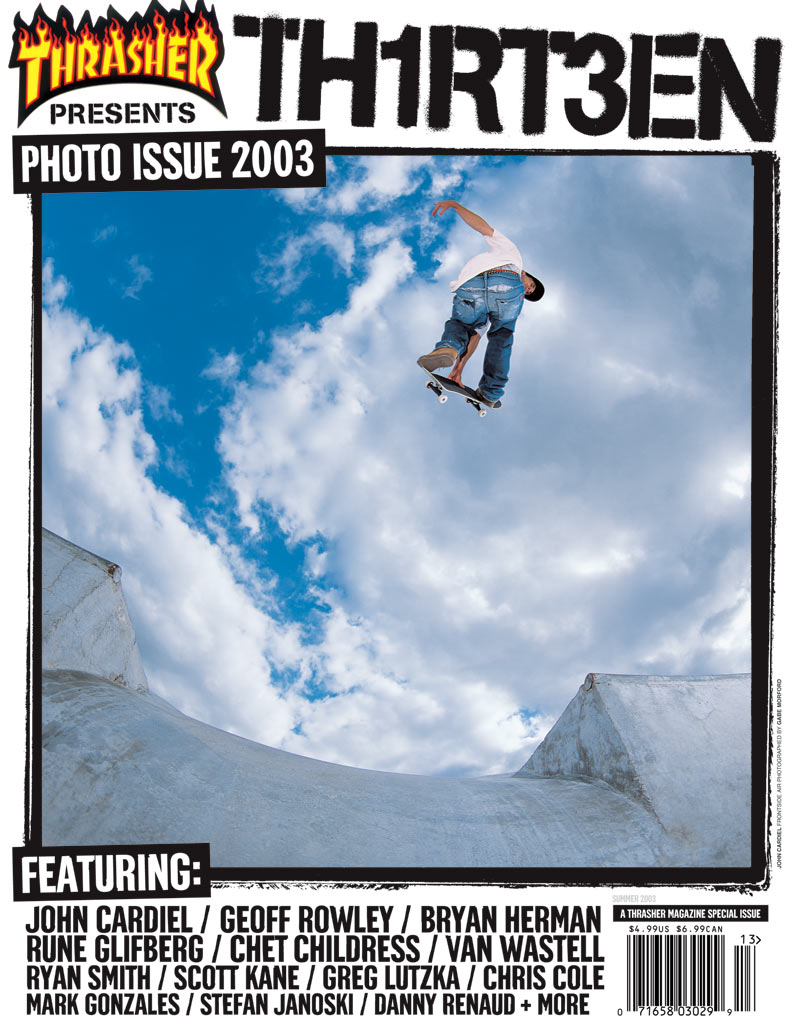 THRASHER
PRESENTS
TH1RT3EN
PHOTO ISSUE 2003
JOHN CARDIEL FRONTSIDE AIR PHOTOGRAPHED BY GABE MORFORD
FEATURING:
JOHN CARDIEL / GEOFF ROWLEY / BRYAN HERMAN
RUNE GLIFBERG / CHET CHILDRESS / VAN WASTELL
RYAN SMITH / SCOTT KANE / GREG LUTZKA / CHRIS COLE
MARK GONZALES / STEFAN JANOSKI / DANNY RENAUD + MORE
SUMMER 2003
A THRASHER MAGAZINE SPECIAL ISSUE
$4.99US $6.99CAN
13>
0 71658 03029 9